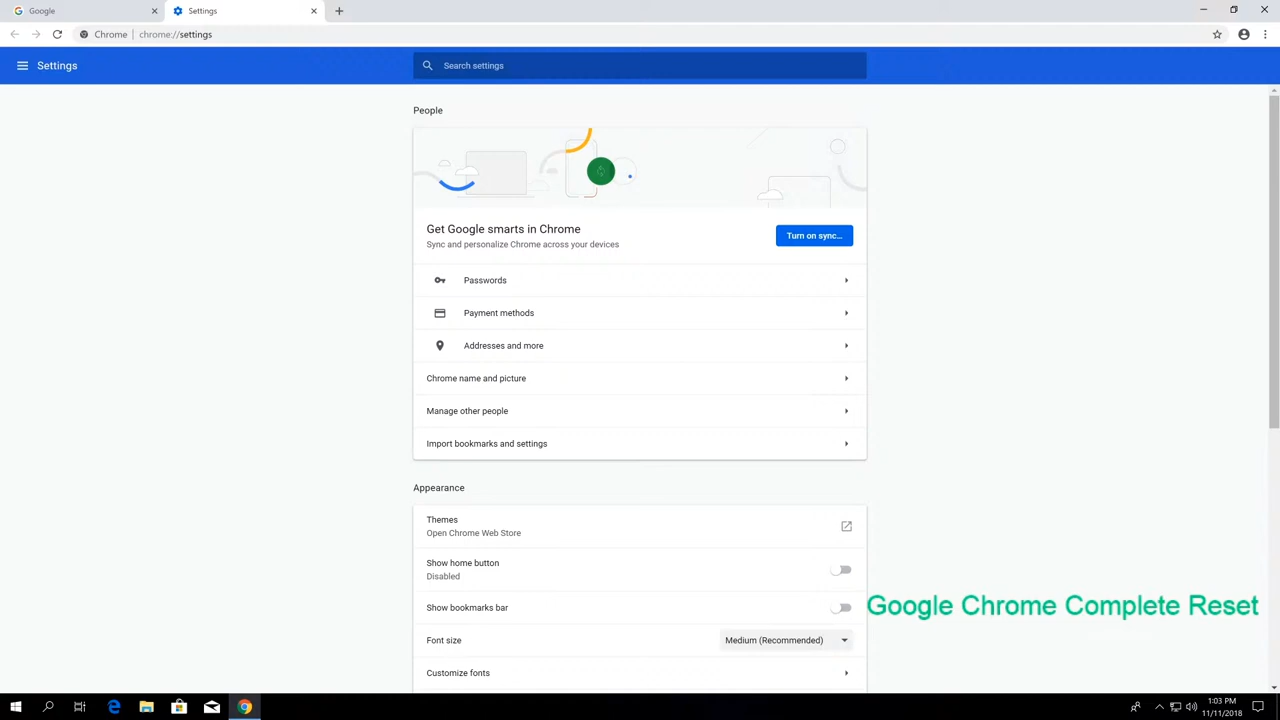 Google
Settings
Chrome
chrome://settings
Settings
Search settings
People
Get Google smarts in Chrome
Sync and personalize Chrome across your devices
Turn on sync...
Passwords
Payment methods
Addresses and more
Chrome name and picture
Manage other people
Import bookmarks and settings
Appearance
Themes
Open Chrome Web Store
Show home button
Disabled
Show bookmarks bar
Google Chrome Complete Reset
Font size
Medium (Recommended)
Customize fonts
1:03 PM
11/11/2018